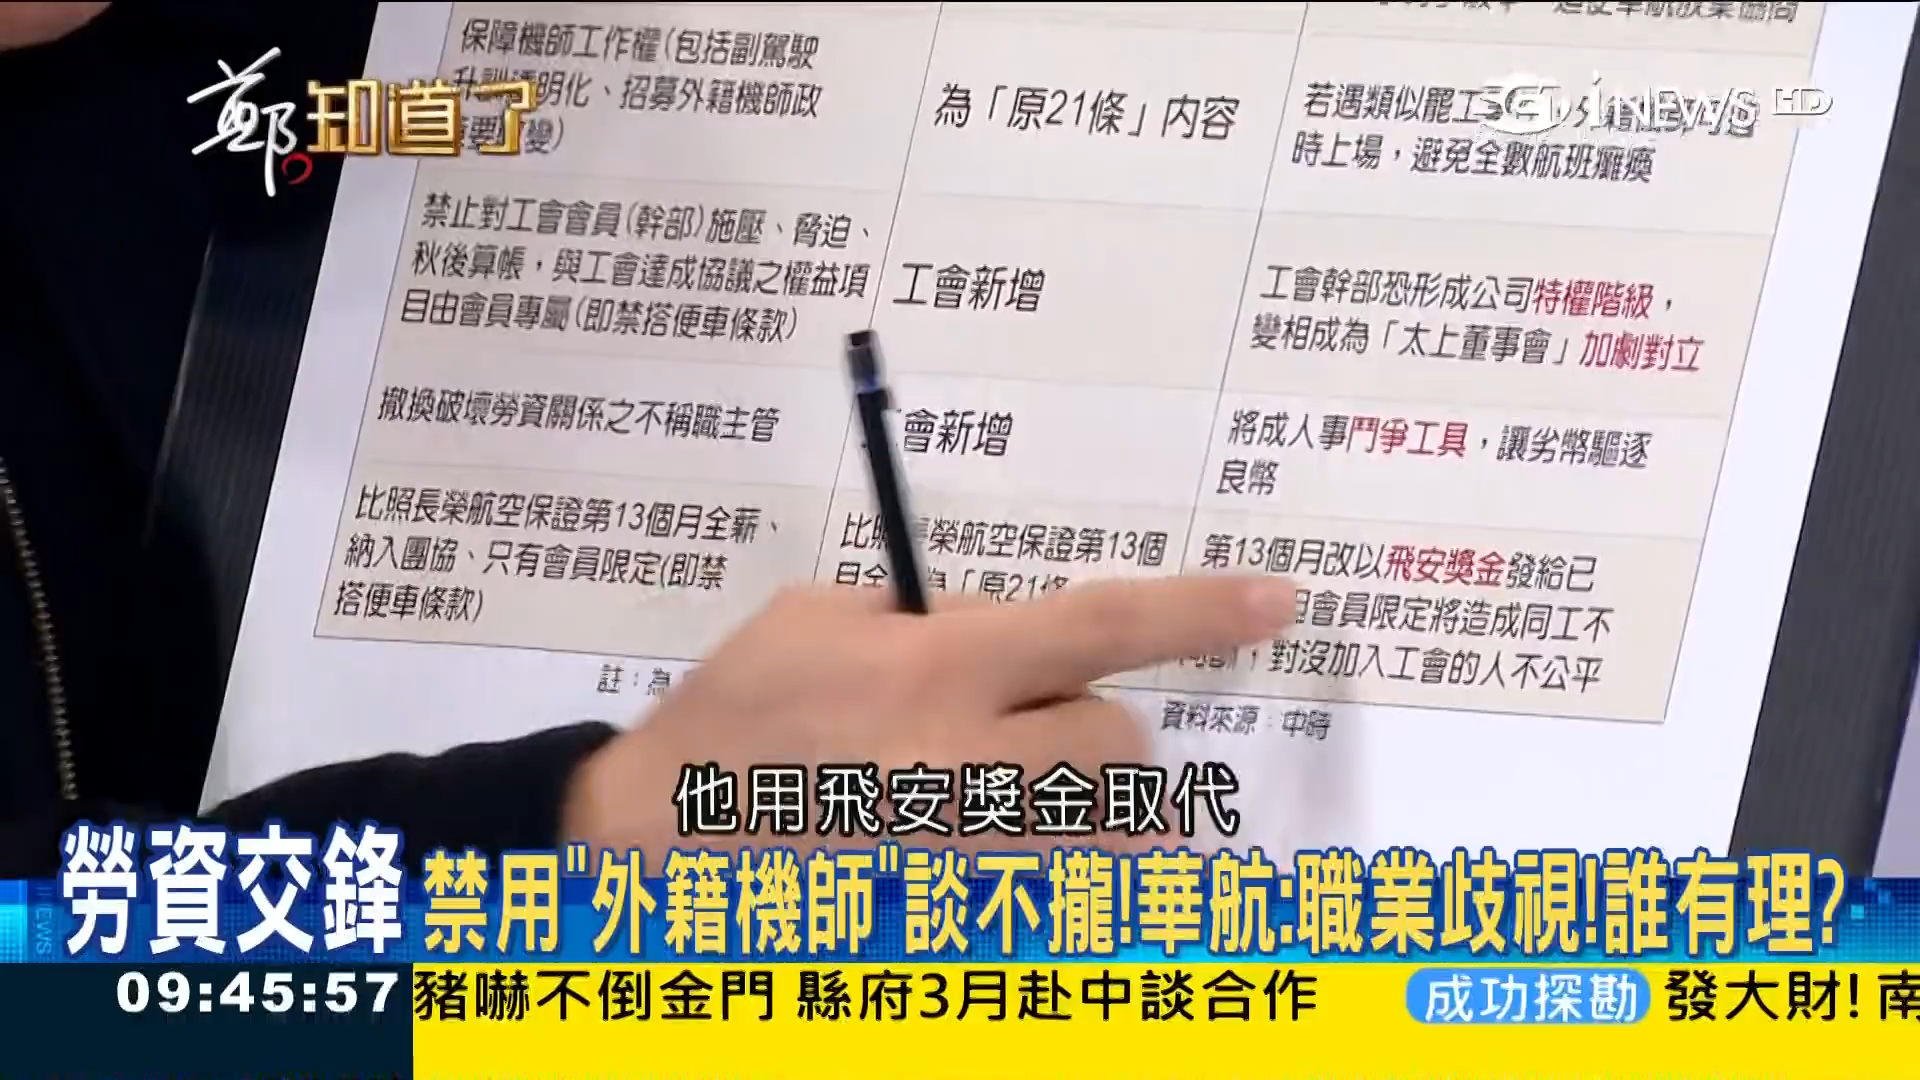 鄭知道了
SET iNEWS HD
保障機師工作權(包括副駕駛
明化、招募外籍機師政
變)
為「原21條」內容
若遇類似罷工
時上場，避免全數航班癱瘓
禁止對工會會員(幹部)施壓、脅迫、
秋後算帳，與工會達成協議之權益項
目由會員專屬(即禁搭便車條款)
工會新增
工會幹部恐形成公司特權階級，
變相成為「太上董事會」加劇對立
撤換破壞勞資關係之不稱職主管
會新增
將成人事鬥爭工具，讓劣幣驅逐
良幣
比照長榮航空保證第13個月全薪、
納入團協、只有會員限定(即禁
搭便車條款)
比照 榮航空保證第13個
「原21條
第13個月改以飛安獎金發給已
會員限定將造成同工不
，對沒加入工會的人不公平
註：為
資料來源：中時
他用飛安獎金取代
勞資交鋒
禁用"外籍機師"談不攏!華航:職業歧視!誰有理?
NEWS
09:45:57
豬嚇不倒金門 縣府3月赴中談合作
成功探勘
發大財! 南